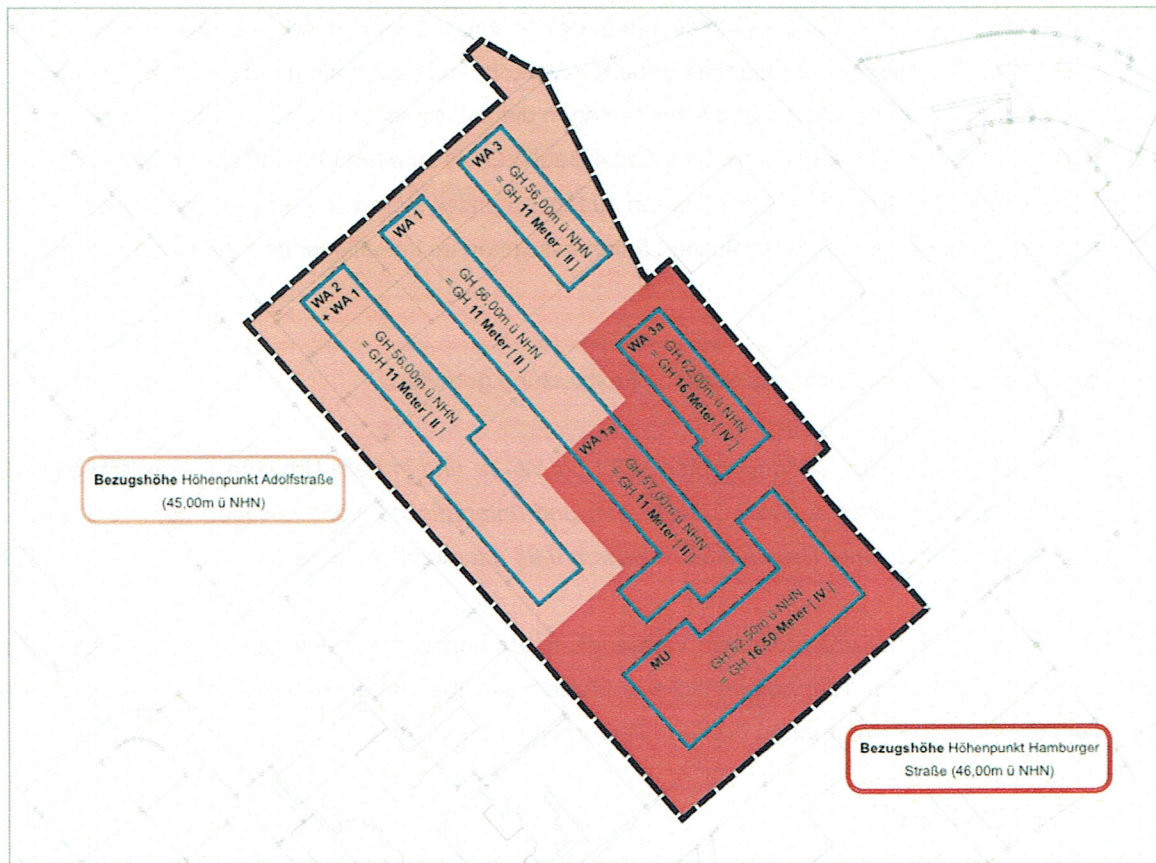 WA 3
GH 56,00m ü NHN
= GH 11 Meter [ II ]
WA 1
GH 56,00m ü NHN
= GH 11 Meter [ II ]
WA 2
+ WA 1
GH 56,00m ü NHN
= GH 11 Meter [ II ]
WA 3a
GH 62,00m ü NHN
= GH 16 Meter [ IV ]
WA 1a
GH 57,00m ü NHN
= GH 11 Meter [ II ]
MU
GH 62,50m ü NHN
= GH 16,50 Meter [ IV ]
Bezugshöhe Höhenpunkt Adolfstraße
(45,00m ü NHN)
Bezugshöhe Höhenpunkt Hamburger
Straße (46,00m ü NHN)